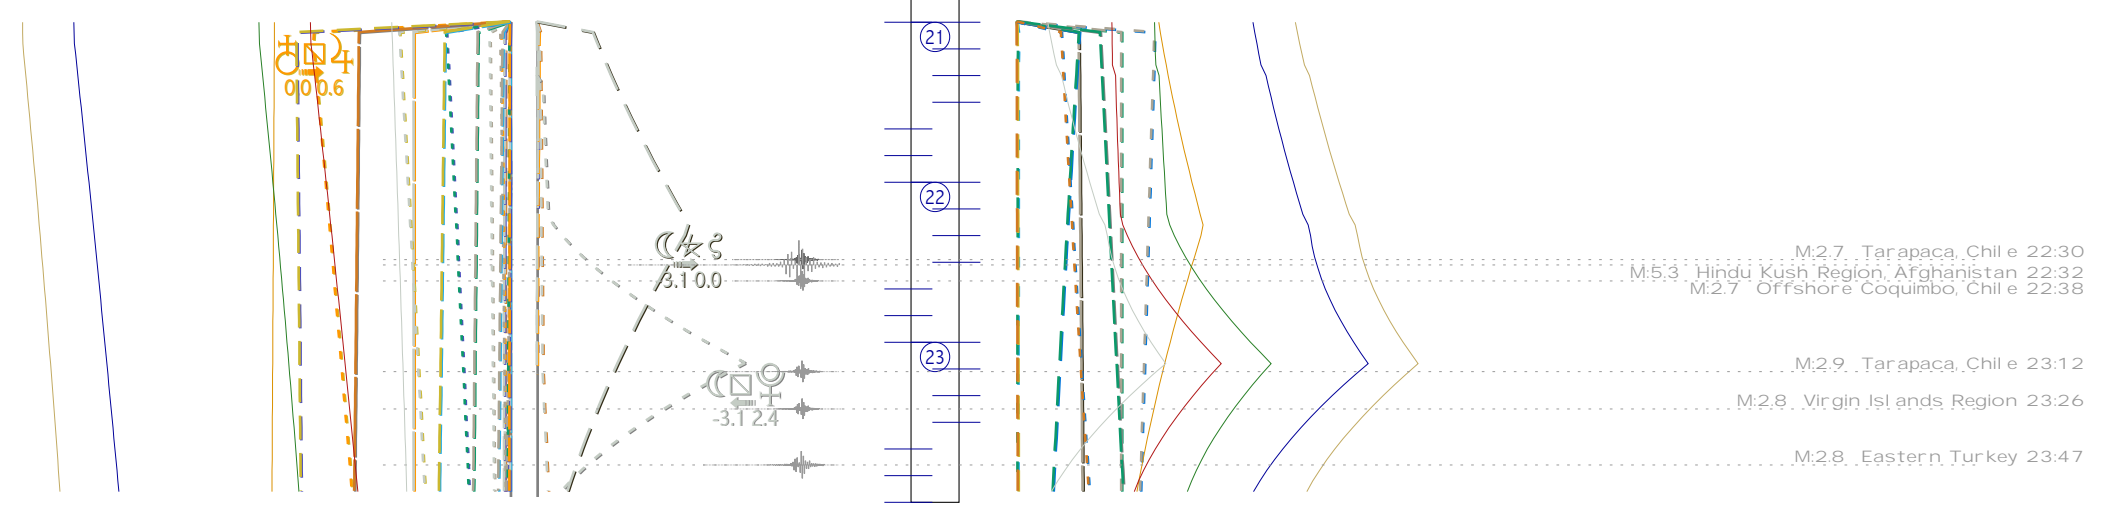 21
0 0 0.6
22
M:2.7 Tarapaca, Chile 22:30
-3.1 0.0
M:5.3 Hindu Kush Region, Afghanistan 22:32
M:2.7 Offshore Coquimbo, Chile 22:38
23
M:2.9 Tarapaca, Chile 23:12
-3.1 2.4
M:2.8 Virgin Islands Region 23:26
M:2.8 Eastern Turkey 23:47